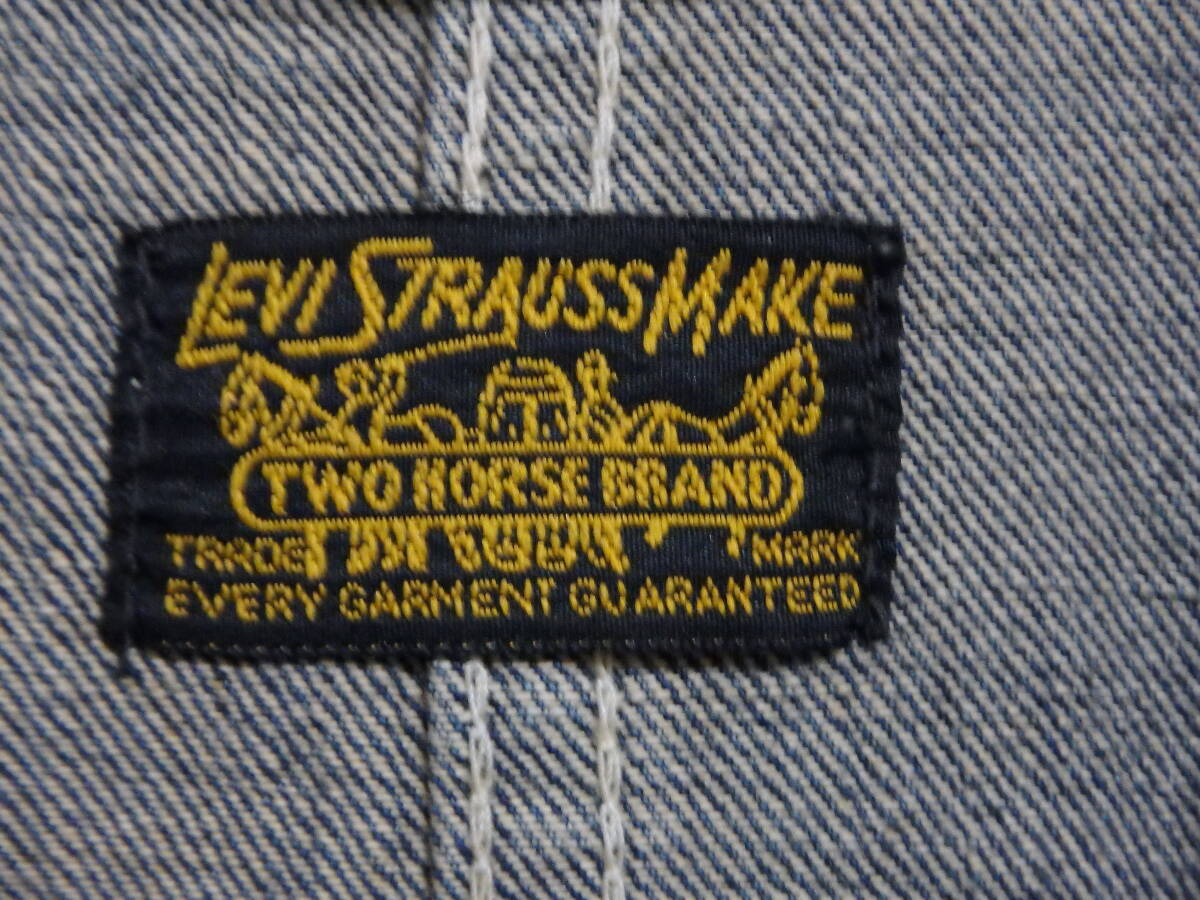 LEVI STRAUSS MAKE
TWO HORSE BRAND
TRADE MARK
EVERY GARMENT GUARANTEED